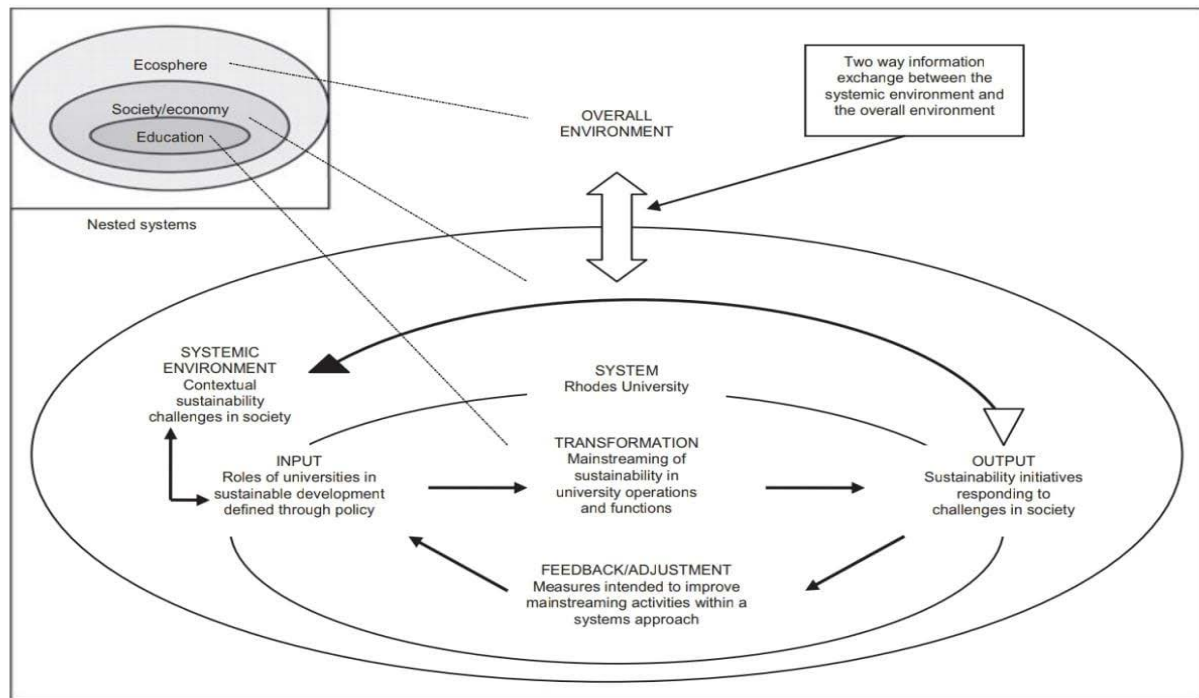 Ecosphere
Society/economy
Education
Nested systems
OVERALL
ENVIRONMENT
Two way information
exchange between the
systemic environment and
the overall environment
SYSTEMIC
ENVIRONMENT
Contextual
sustainability
challenges in society
SYSTEM
Rhodes University
INPUT
Roles of universities in
sustainable development
defined through policy
TRANSFORMATION
Mainstreaming of
sustainability in
university operations
and functions
OUTPUT
Sustainability initiatives
responding to
challenges in society
FEEDBACK/ADJUSTMENT
Measures intended to improve
mainstreaming activities within a
systems approach